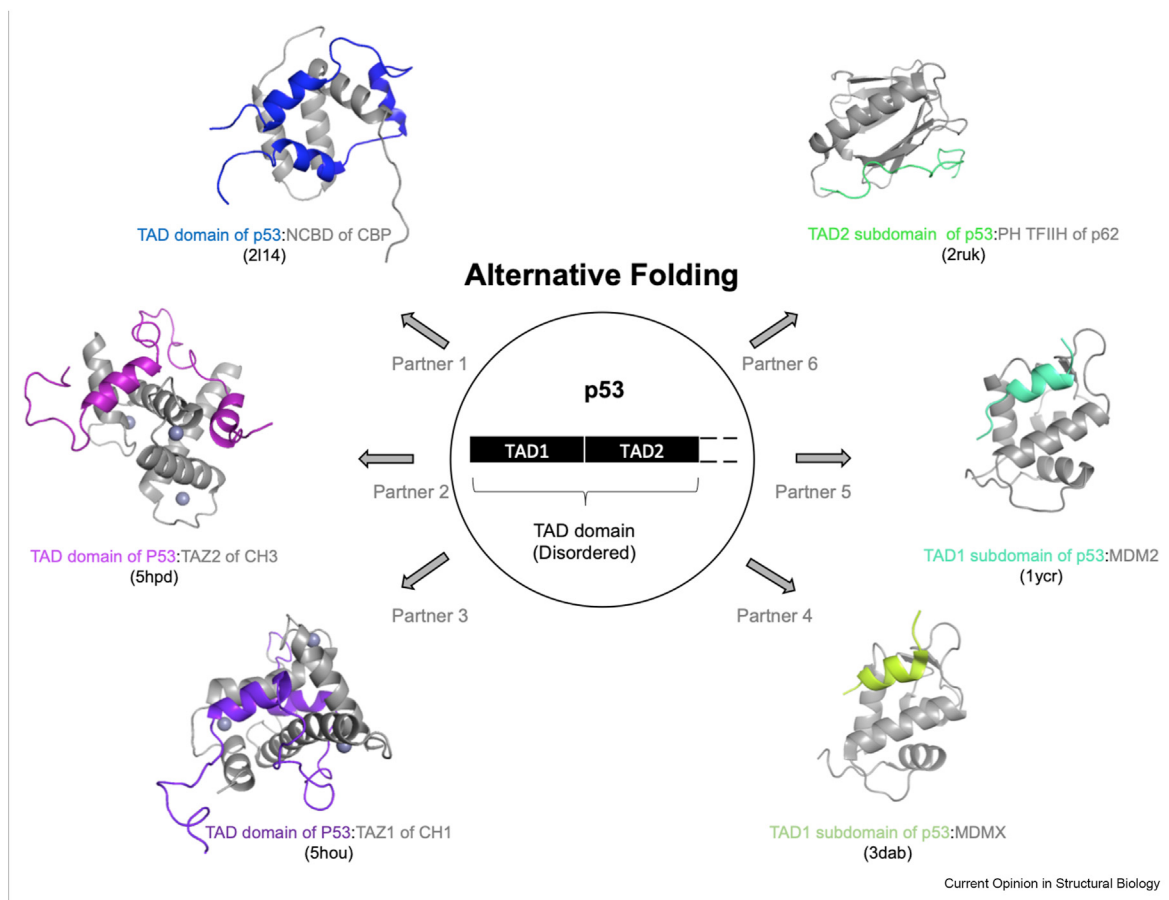 TAD domain of p53:NCBD of CBP
(2l14)
TAD2 subdomain of p53:PH TFIIH of p62
(2ruk)
Alternative Folding
Partner 1
Partner 6
p53
TAD1
TAD2
Partner 2
Partner 5
TAD domain
(Disordered)
TAD domain of P53:TAZ2 of CH3
(5hpd)
TAD1 subdomain of p53:MDM2
(1ycr)
Partner 3
Partner 4
TAD domain of P53:TAZ1 of CH1
(5hou)
TAD1 subdomain of p53:MDMX
(3dab)
Current Opinion in Structural Biology